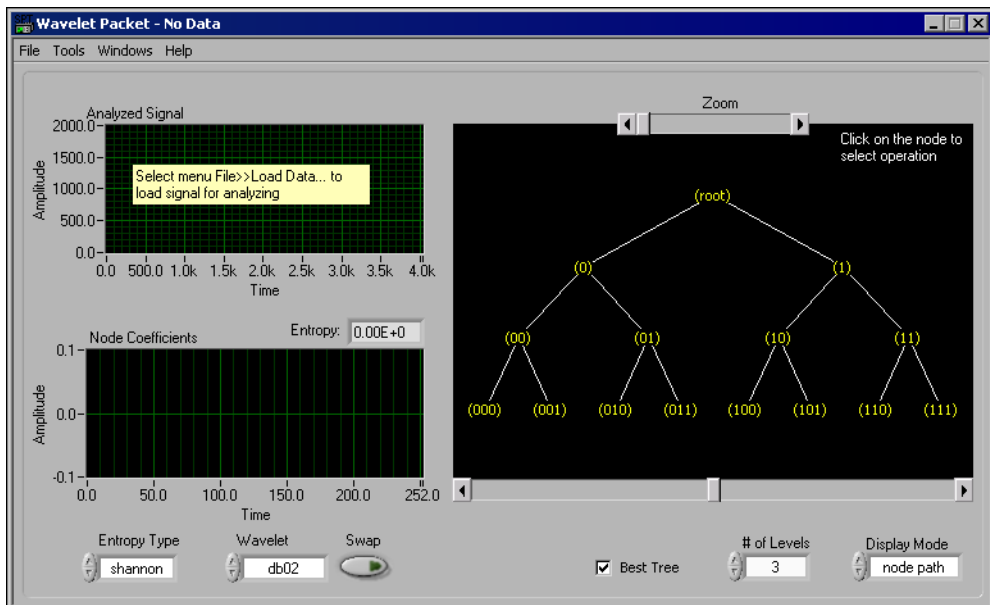 Wavelet Packet - No Data
File Tools Windows Help
Analyzed Signal
2000.0
1500.0
1000.0
500.0
0.0
Amplitude
Select menu File>>Load Data... to
load signal for analyzing
0.0 500.0 1.0k 1.5k 2.0k 2.5k 3.0k 3.5k 4.0k
Time
Node Coefficients
Entropy: 0.00E+0
0.1
0.0
-0.1
Amplitude
0.0 50.0 100.0 150.0 200.0 252.0
Time
Zoom
Click on the node to
select operation
(root)
(0) (1)
(00) (01) (10) (11)
(000) (001) (010) (011) (100) (101) (110) (111)
Entropy Type Wavelet Swap
shannon db02
Best Tree
# of Levels Display Mode
3 node path